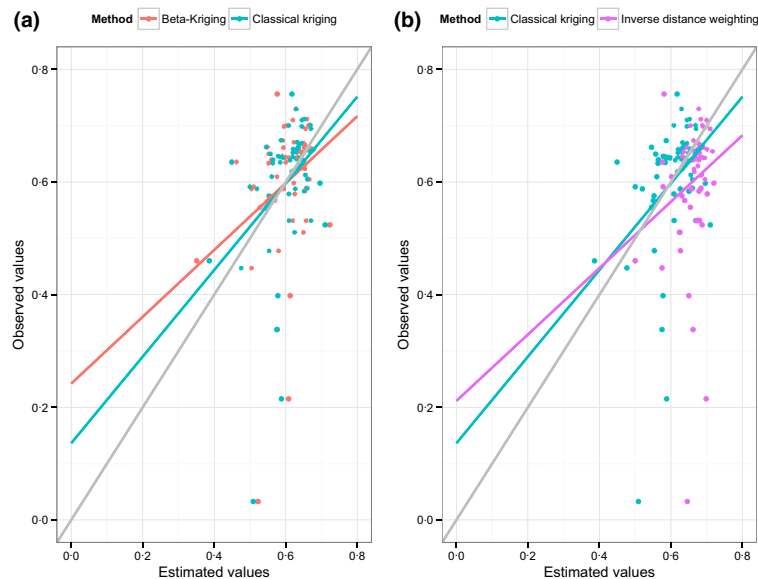 (a)
Method Beta-Kriging Classical kriging
Observed values
0·8
0·6
0·4
0·2
0·0
0·0 0·2 0·4 0·6 0·8
Estimated values
(b)
Method Classical kriging Inverse distance weighting
Observed values
0·8
0·6
0·4
0·2
0·0
0·0 0·2 0·4 0·6 0·8
Estimated values